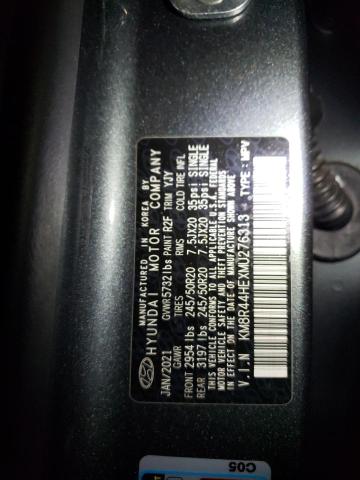 MANUFACTURED IN KOREA BY
HYUNDAI MOTOR COMPANY
JAN/2021 GVWR 5732 lbs PAINT R2F TRIM YJY
GAWR TIRES RIMS COLD TIRE INFL
FRONT 2954 lbs 245/50R20 7.5JX20 35psi SINGLE
REAR 3197 lbs 245/50R20 7.5JX20 35psi SINGLE
THIS VEHICLE CONFORMS TO ALL APPLICABLE U.S.A. FEDERAL
MOTOR VEHICLE SAFETY AND THEFT PREVENTION STANDARDS
IN EFFECT ON THE DATE OF MANUFACTURE SHOWN ABOVE.
V.I.N KM8R44HEXMU276313 TYPE: MPV
C05